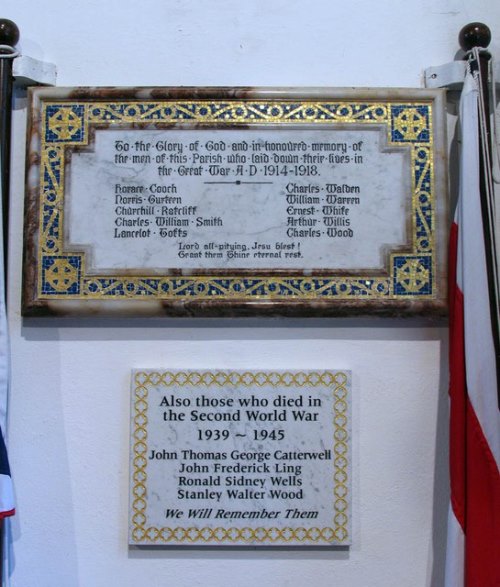 To·the·Glory·of·God·and·in·honoured·memory·of
the·men·of·this·Parish·who·laid·down·their·lives·in
the·Great·War·A·D·1914-1918.
Horace·Cooch
Norris·Gurteen
Churchill·Ratcliff
Charles·William·Smith
Lancelot·Tofts
Charles·Walden
William·Warren
Ernest·White
Arthur·Willis
Charles·Wood
Lord all-pitying, Jesu blest!
Grant them Thine eternal rest.
Also those who died in
the Second World War
1939 ~ 1945
John Thomas George Catterwell
John Frederick Ling
Ronald Sidney Wells
Stanley Walter Wood
We Will Remember Them